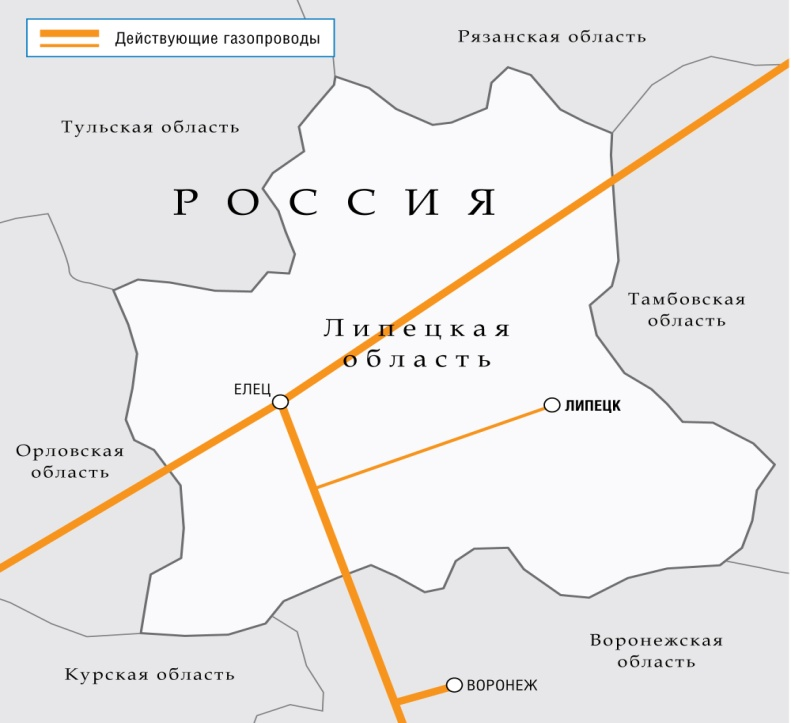 Действующие газопроводы
Рязанская область
Тульская область
РОССИЯ
Тамбовская
область
Липецкая
область
ЕЛЕЦ
ЛИПЕЦК
Орловская
область
Воронежская
область
Курская область
ВОРОНЕЖ